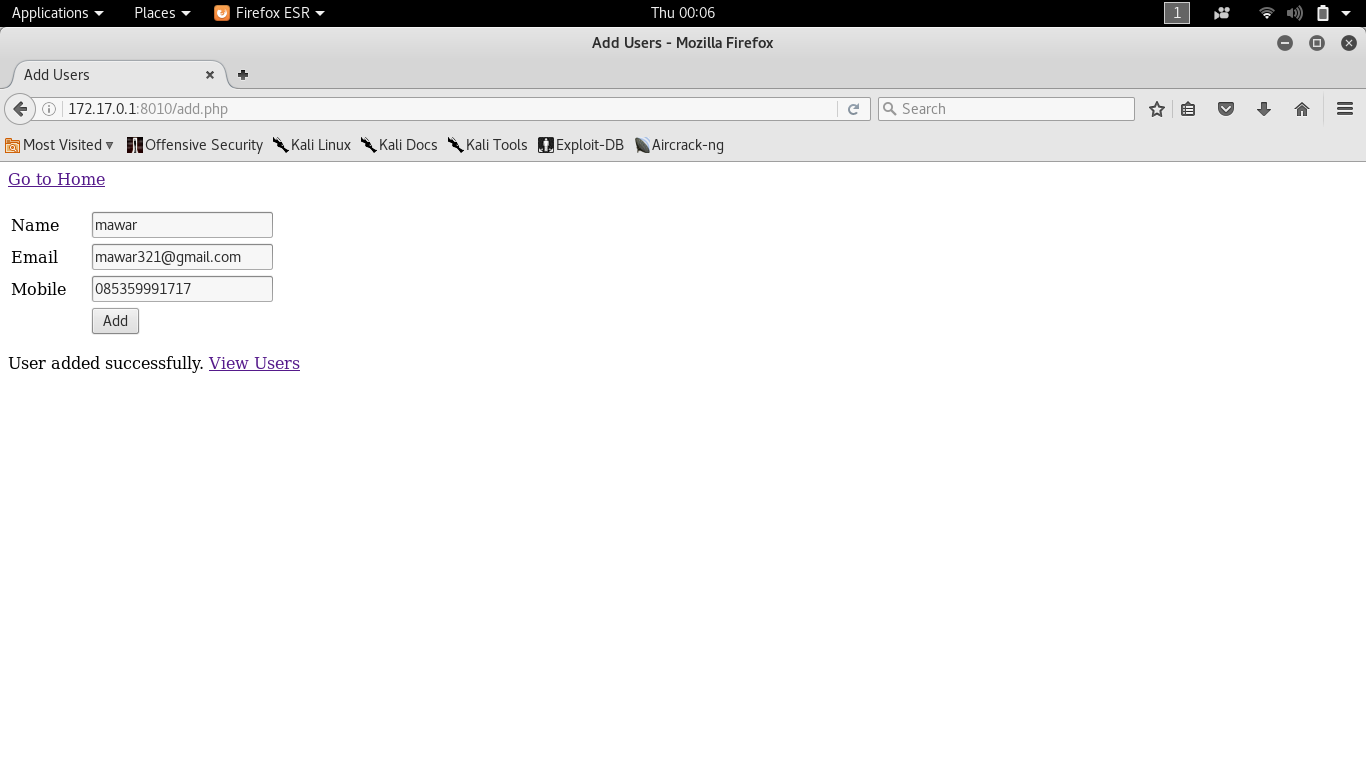 Applications Places Firefox ESR Thu 00:06 1
Add Users - Mozilla Firefox
Add Users
172.17.0.1:8010/add.php Search
Most Visited Offensive Security Kali Linux Kali Docs Kali Tools Exploit-DB Aircrack-ng
Go to Home
Name mawar
Email mawar321@gmail.com
Mobile 085359991717
Add
User added successfully. View Users